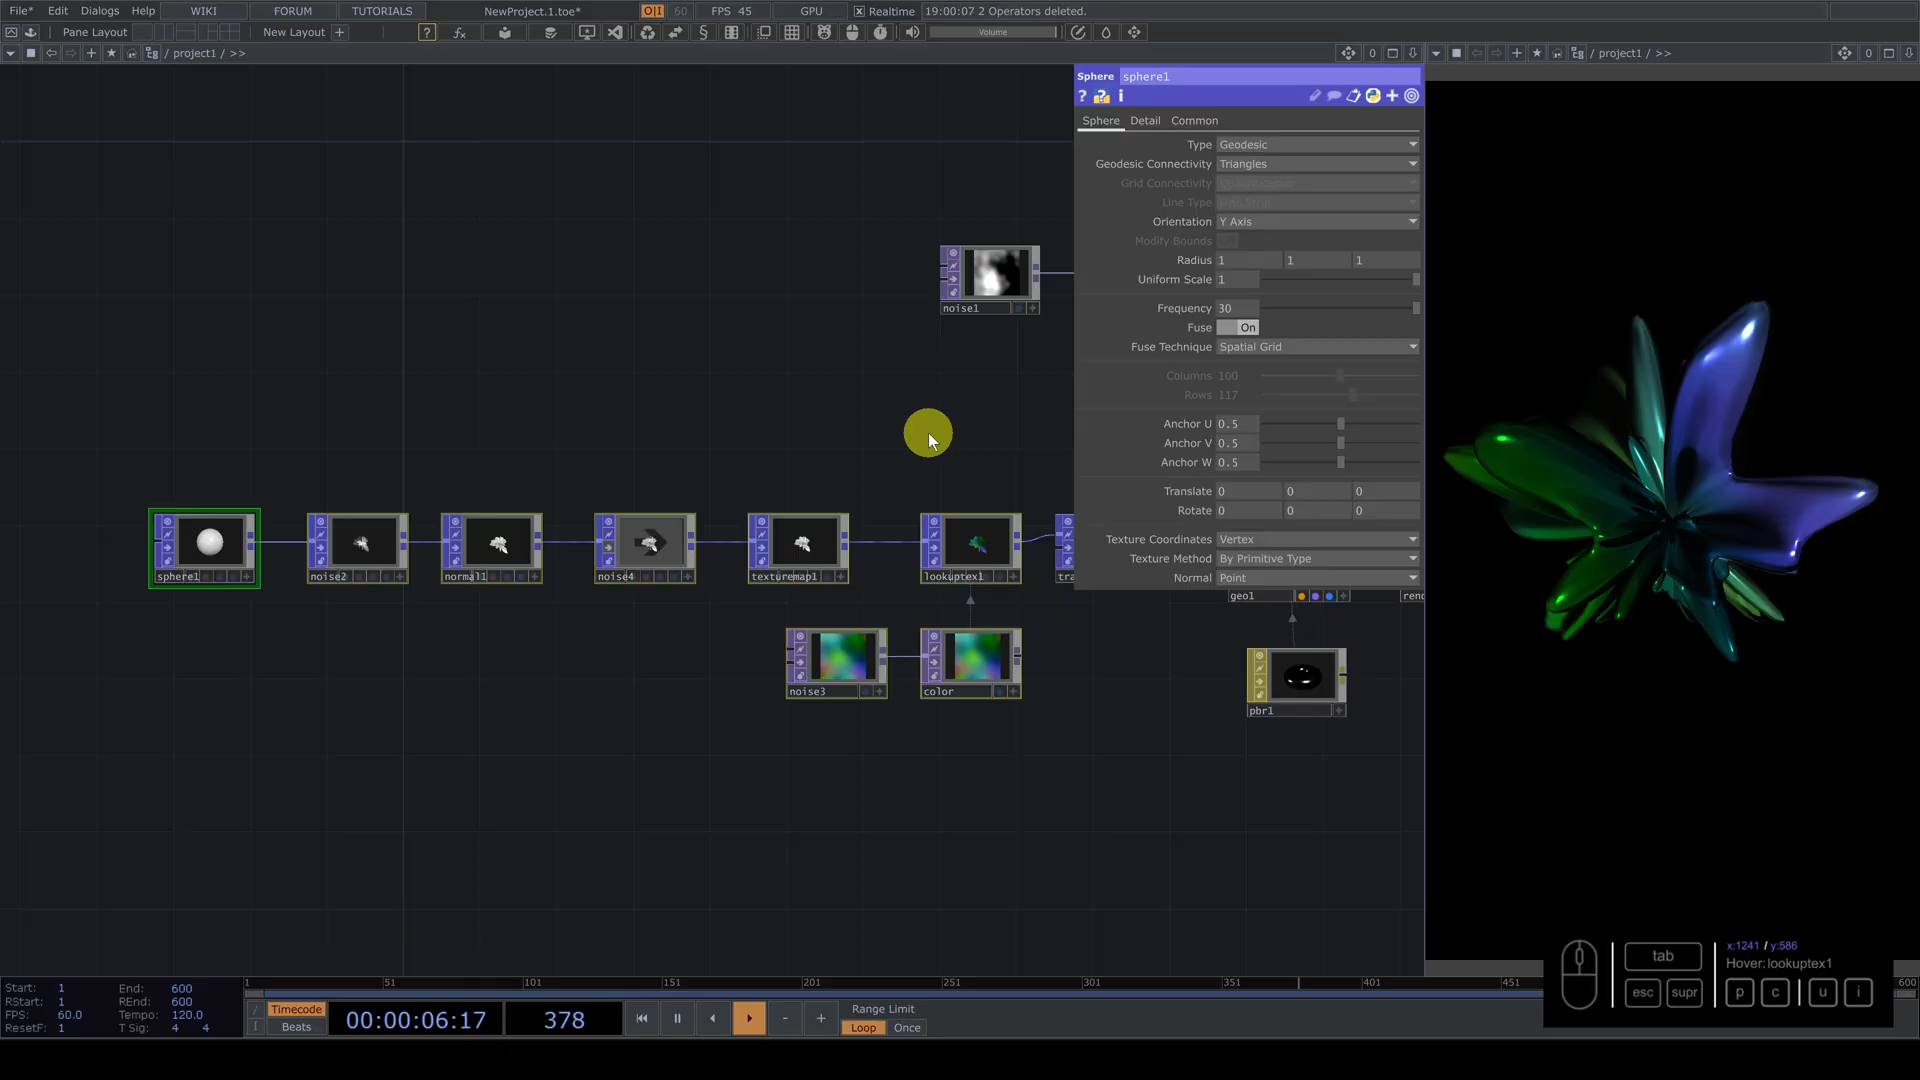 File* Edit Dialogs Help WIKI FORUM TUTORIALS NewProject.1.toe* O|I 60 FPS 45 GPU Realtime 19:00:07 2 Operators deleted.
Pane Layout New Layout + ? Volume
/ project1 / >> 0 / project1 / >> 0
Sphere sphere1
? ? i
Sphere Detail Common
Type Geodesic
Geodesic Connectivity Triangles
Grid Connectivity
Line Type
Orientation Y Axis
Modify Bounds
Radius 1 1 1
Uniform Scale 1
Frequency 30
Fuse On
Fuse Technique Spatial Grid
Columns 100
Rows 117
Anchor U 0.5
Anchor V 0.5
Anchor W 0.5
Translate 0 0 0
Rotate 0 0 0
Texture Coordinates Vertex
Texture Method By Primitive Type
Normal Point
noise1
sphere1 noise2 normal1 noise4 texturemap1 lookuptex1 tra
geo1 rend
noise3 color
pbr1
x:1241 / y:586
Hover:lookuptex1
tab
esc supr p c u i
1 51 101 151 201 251 301 351 401 451 600
Start: 1 End: 600
RStart: 1 REnd: 600
FPS: 60.0 Tempo: 120.0
ResetF: 1 T Sig: 4 4
Timecode
Beats
00:00:06:17 378
- +
Range Limit
Loop Once